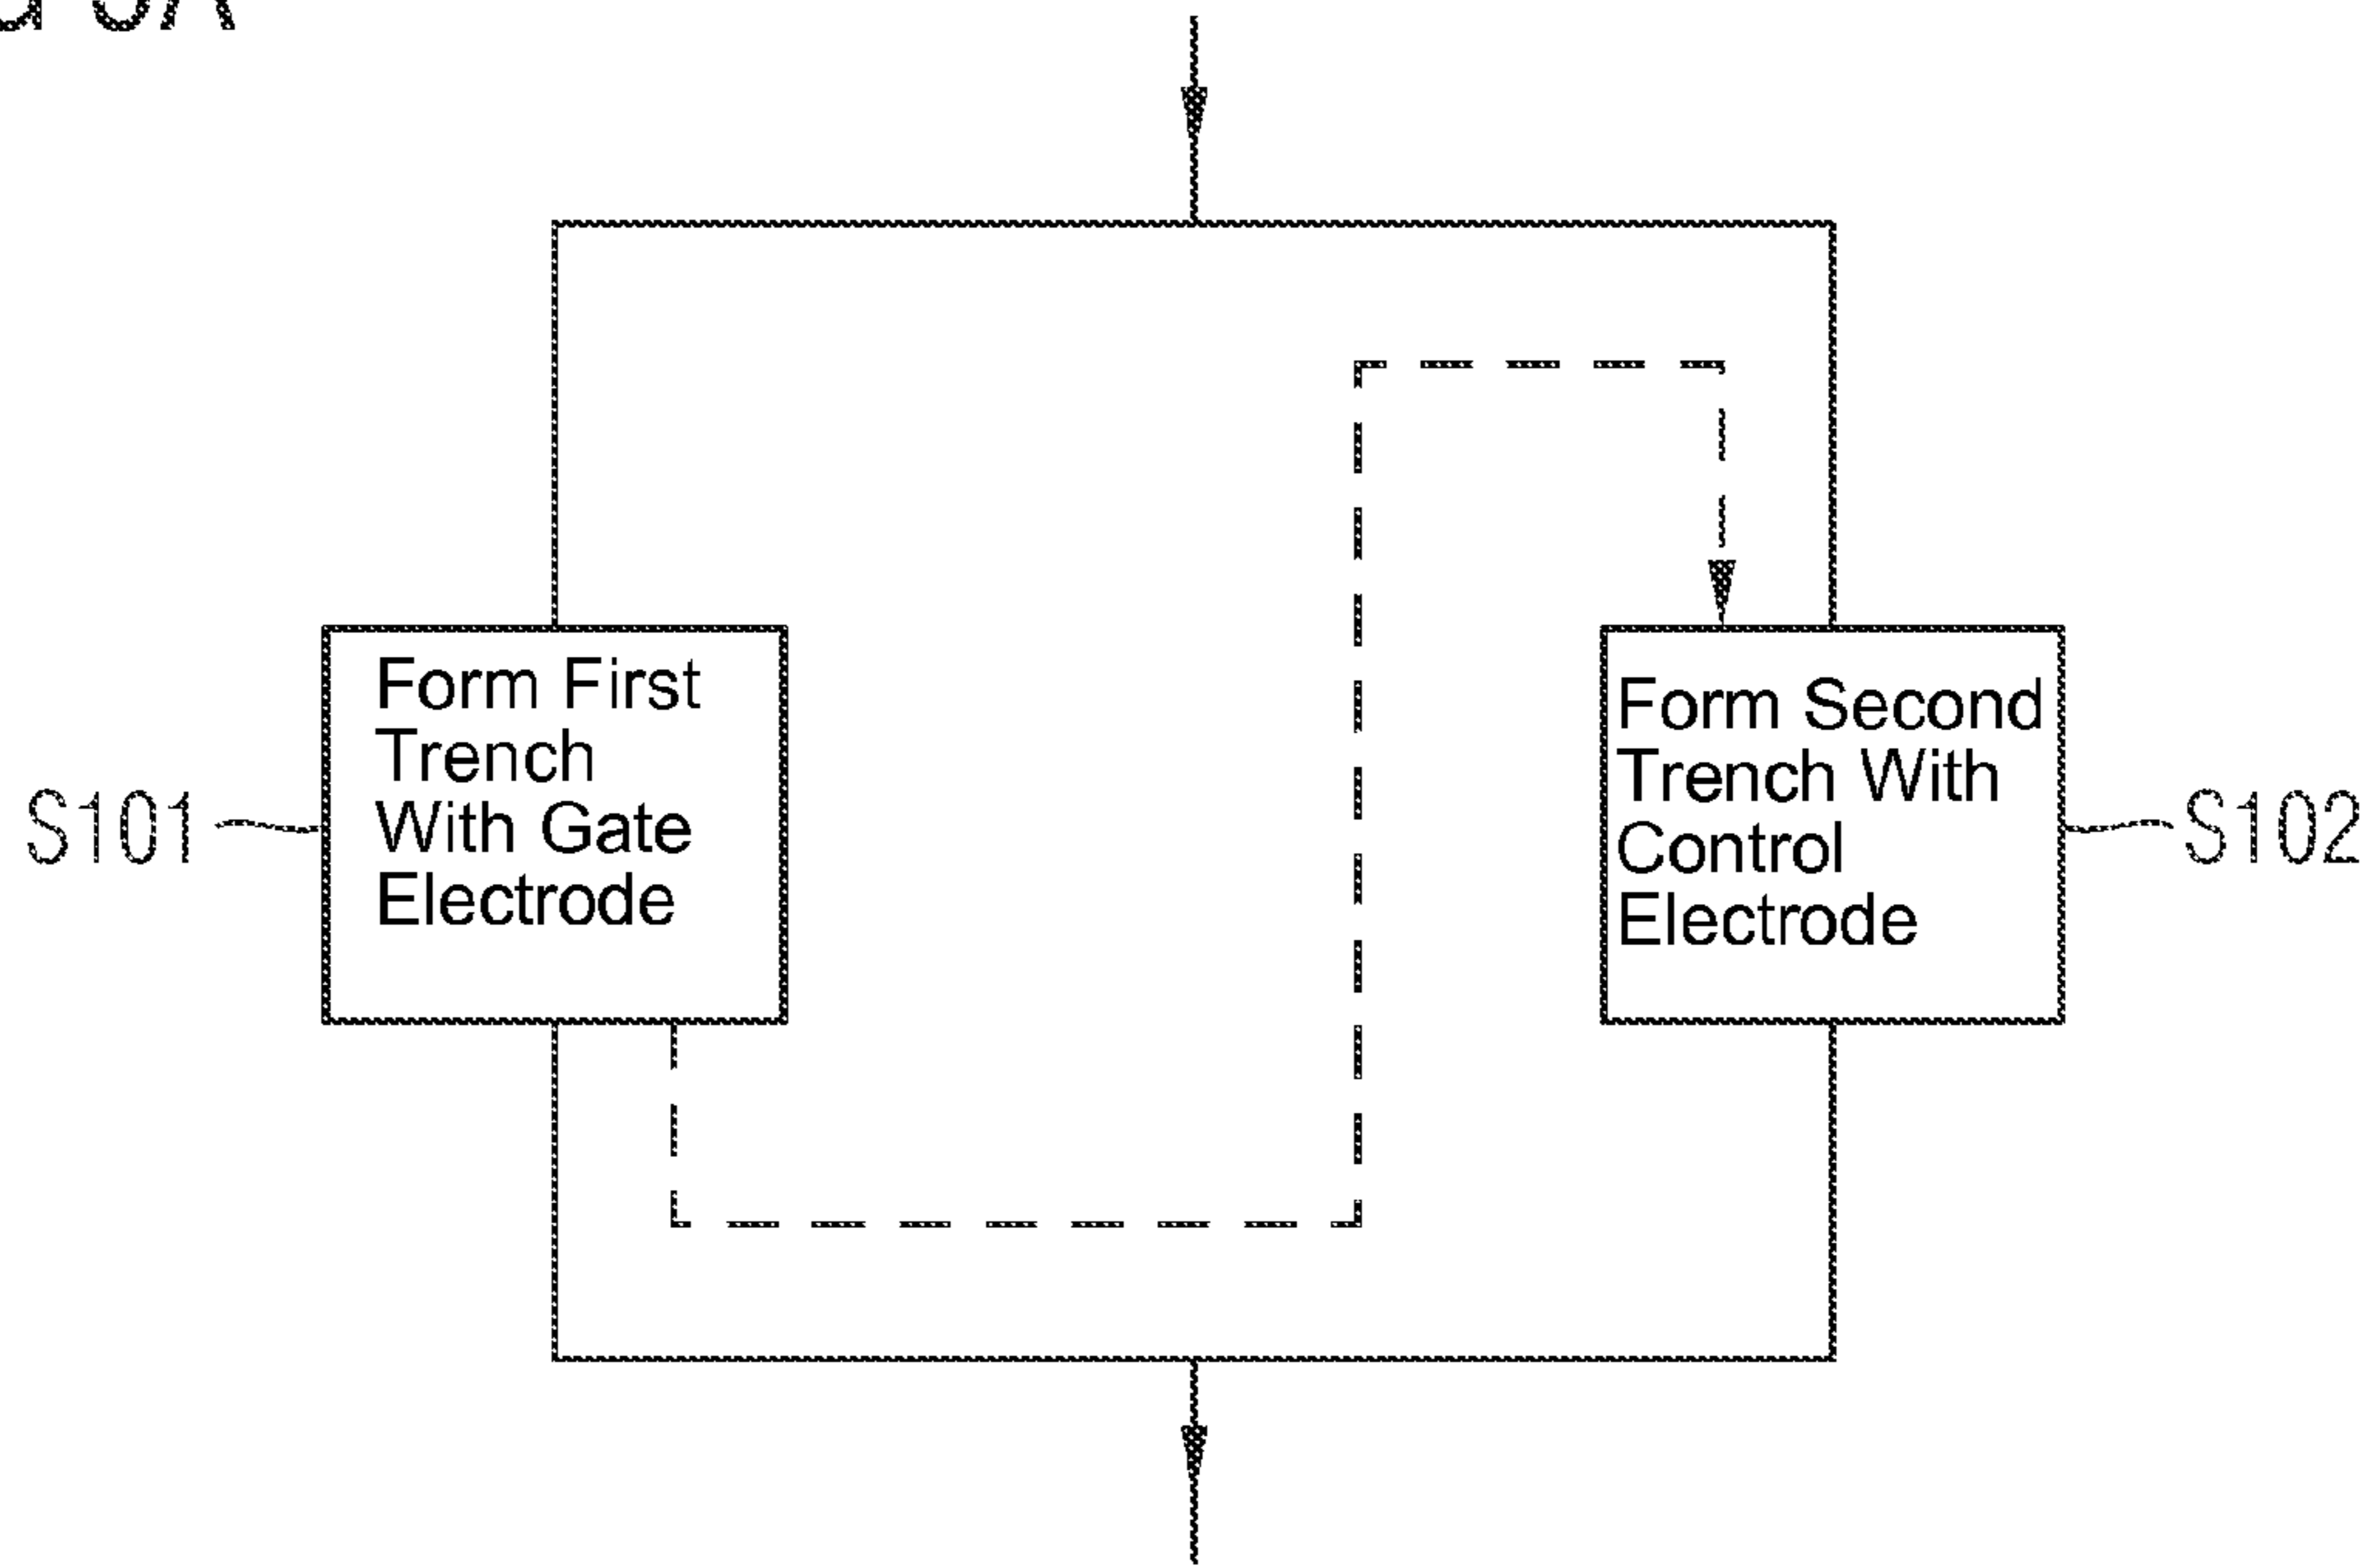 Form First
Trench
With Gate
Electrode
S101
Form Second
Trench With
Control
Electrode
S102